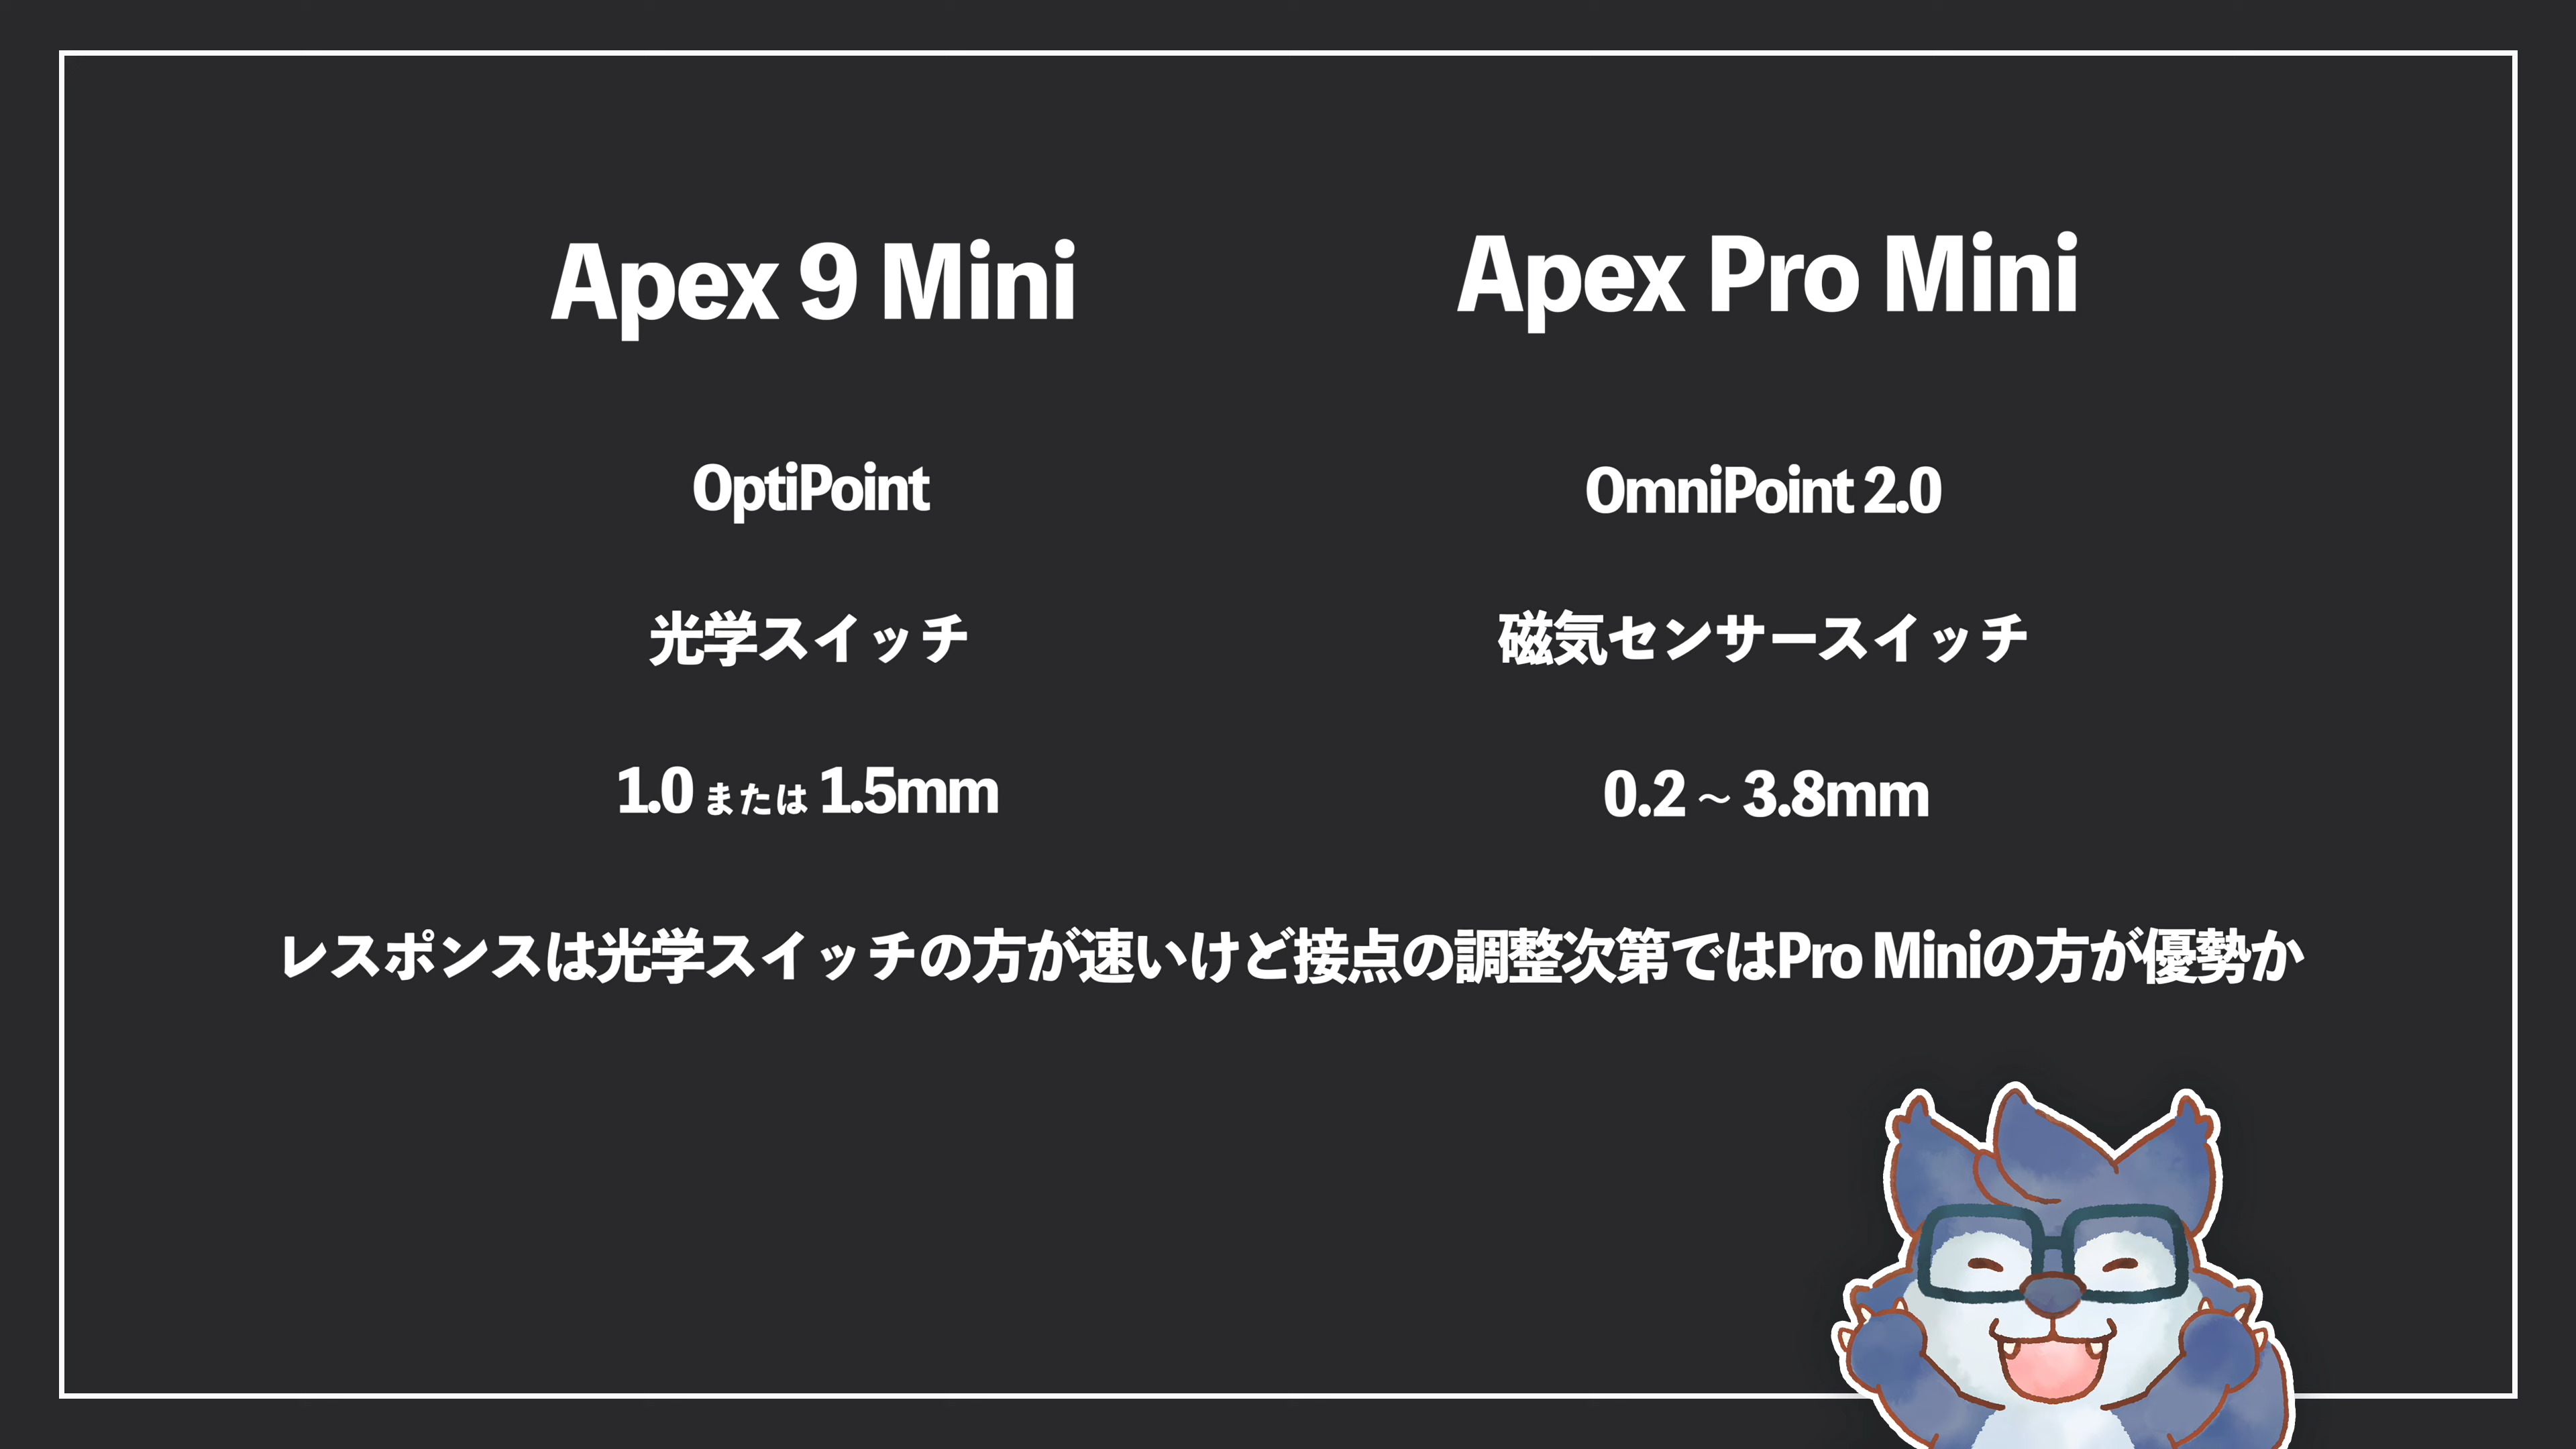 Apex 9 Mini
Apex Pro Mini
OptiPoint
OmniPoint 2.0
光学スイッチ
磁気センサースイッチ
1.0 または 1.5mm
0.2 ～ 3.8mm
レスポンスは光学スイッチの方が速いけど接点の調整次第ではPro Miniの方が優勢か